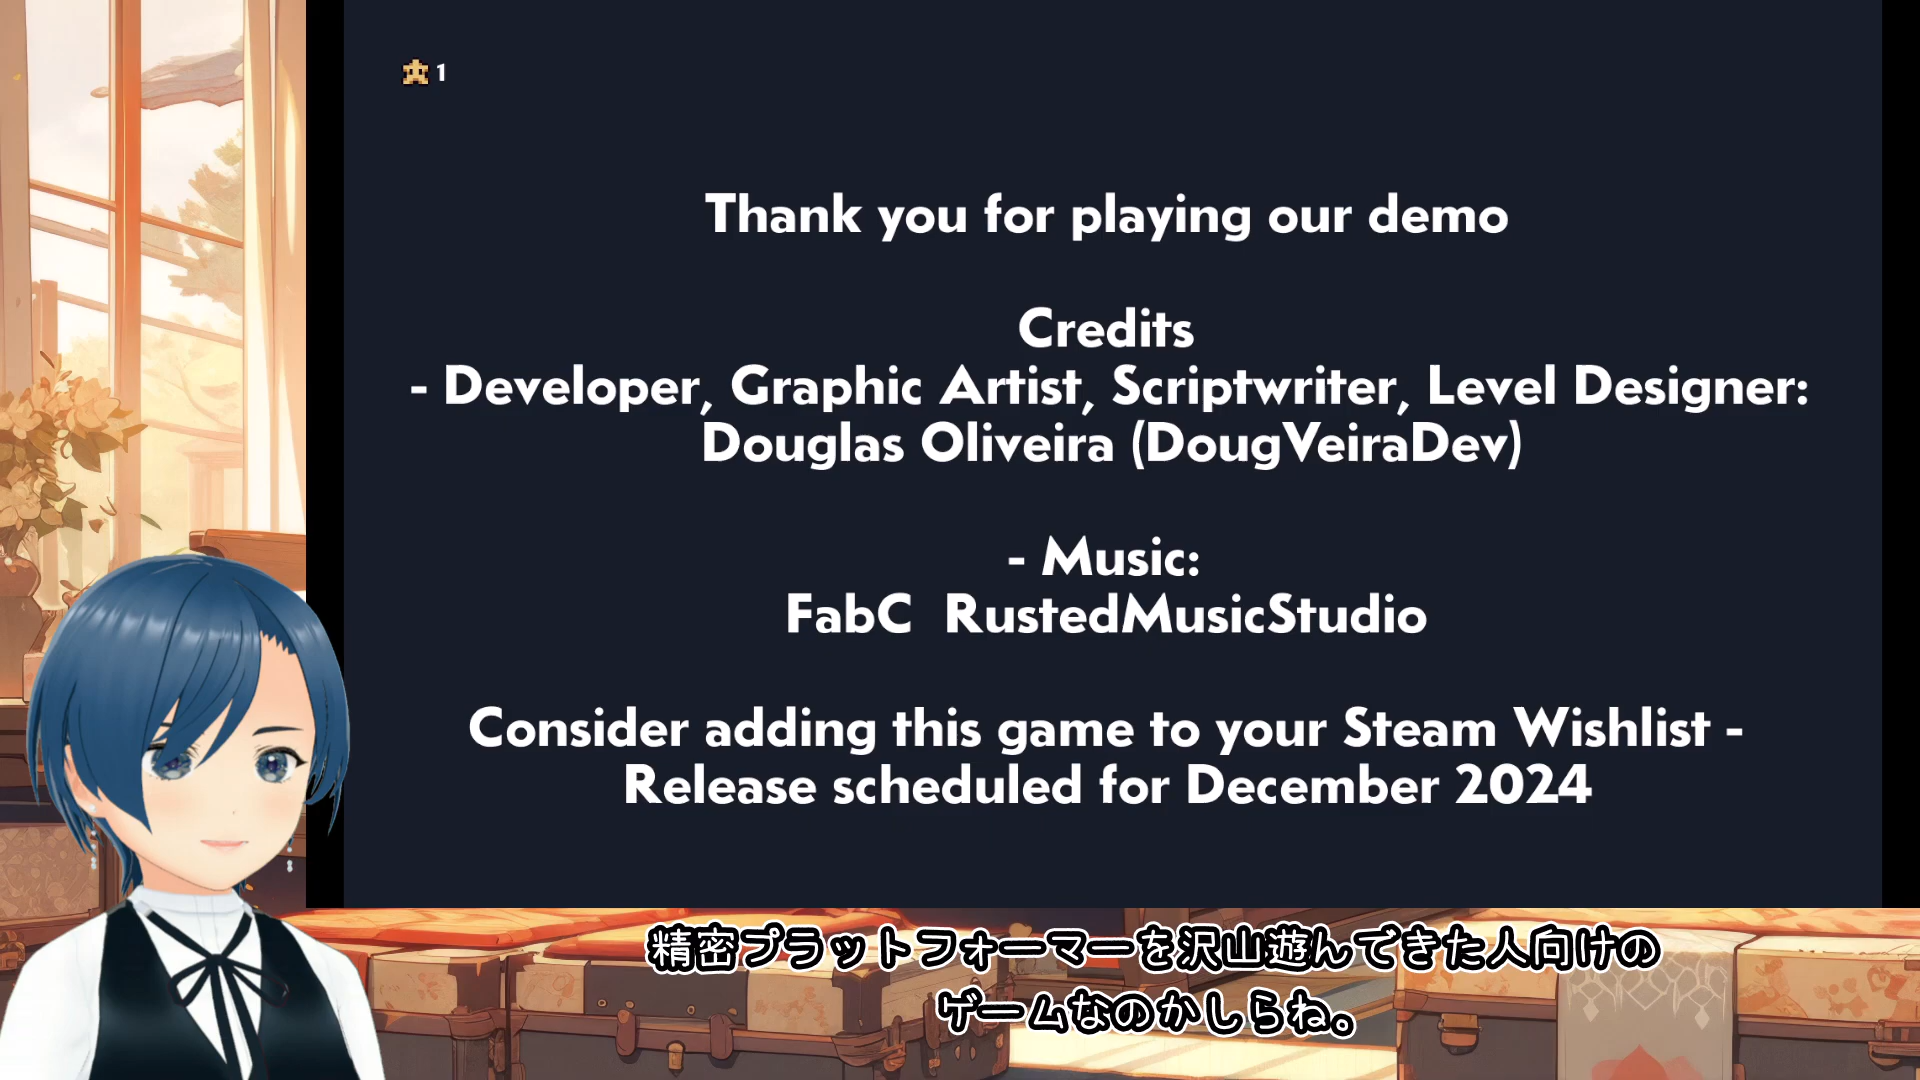 1
Thank you for playing our demo
Credits
- Developer, Graphic Artist, Scriptwriter, Level Designer:
Douglas Oliveira (DougVeiraDev)
- Music:
FabC  RustedMusicStudio
Consider adding this game to your Steam Wishlist -
Release scheduled for December 2024
精密プラットフォーマーを沢山遊んできた人向けの
ゲームなのかしらね。